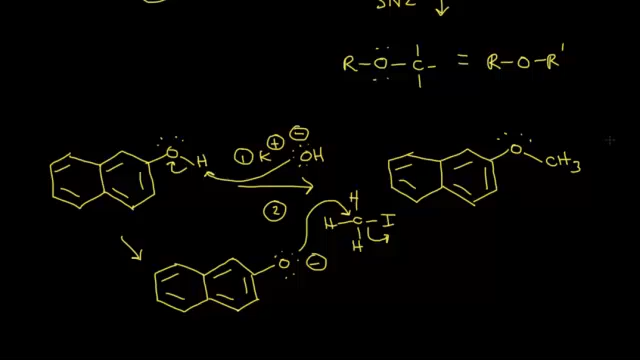 SN2
R-O-C- = R-O-R'
O H ① K⁺ ⁻OH O CH3
② H
H-C-I
H
O ⁻